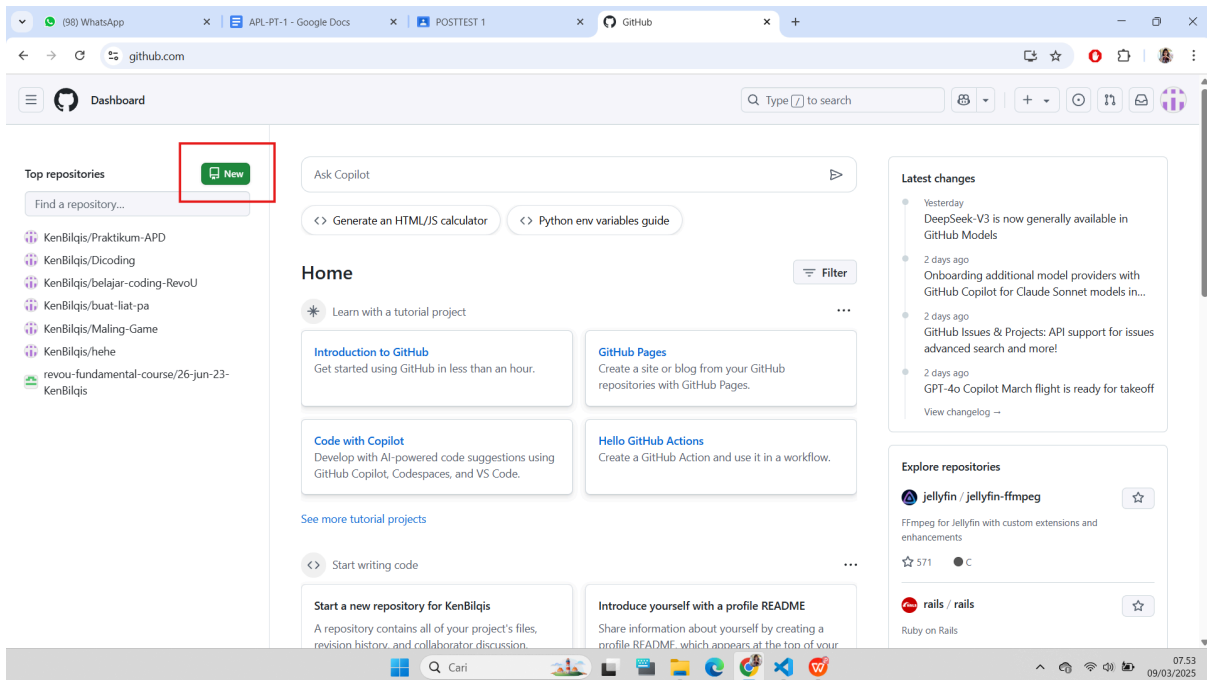 (98) WhatsApp
APL-PT-1 - Google Docs
POSTTEST 1
GitHub
github.com
Dashboard
Type / to search
Top repositories
New
Find a repository...
KenBilqis/Praktikum-APD
KenBilqis/Dicoding
KenBilqis/belajar-coding-RevoU
KenBilqis/buat-liat-pa
KenBilqis/Maling-Game
KenBilqis/hehe
revou-fundamental-course/26-jun-23-
KenBilqis
Ask Copilot
Generate an HTML/JS calculator
Python env variables guide
Home
Filter
Learn with a tutorial project
Introduction to GitHub
Get started using GitHub in less than an hour.
GitHub Pages
Create a site or blog from your GitHub
repositories with GitHub Pages.
Code with Copilot
Develop with AI-powered code suggestions using
GitHub Copilot, Codespaces, and VS Code.
Hello GitHub Actions
Create a GitHub Action and use it in a workflow.
See more tutorial projects
Start writing code
Start a new repository for KenBilqis
A repository contains all of your project's files,
revision history, and collaborator discussion.
Introduce yourself with a profile README
Share information about yourself by creating a
profile README, which appears at the top of your
Latest changes
Yesterday
DeepSeek-V3 is now generally available in
GitHub Models
2 days ago
Onboarding additional model providers with
GitHub Copilot for Claude Sonnet models in...
2 days ago
GitHub Issues & Projects: API support for issues
advanced search and more!
2 days ago
GPT-4o Copilot March flight is ready for takeoff
View changelog →
Explore repositories
jellyfin / jellyfin-ffmpeg
FFmpeg for Jellyfin with custom extensions and
enhancements
571
C
rails / rails
Ruby on Rails
Cari
07.53
09/03/2025